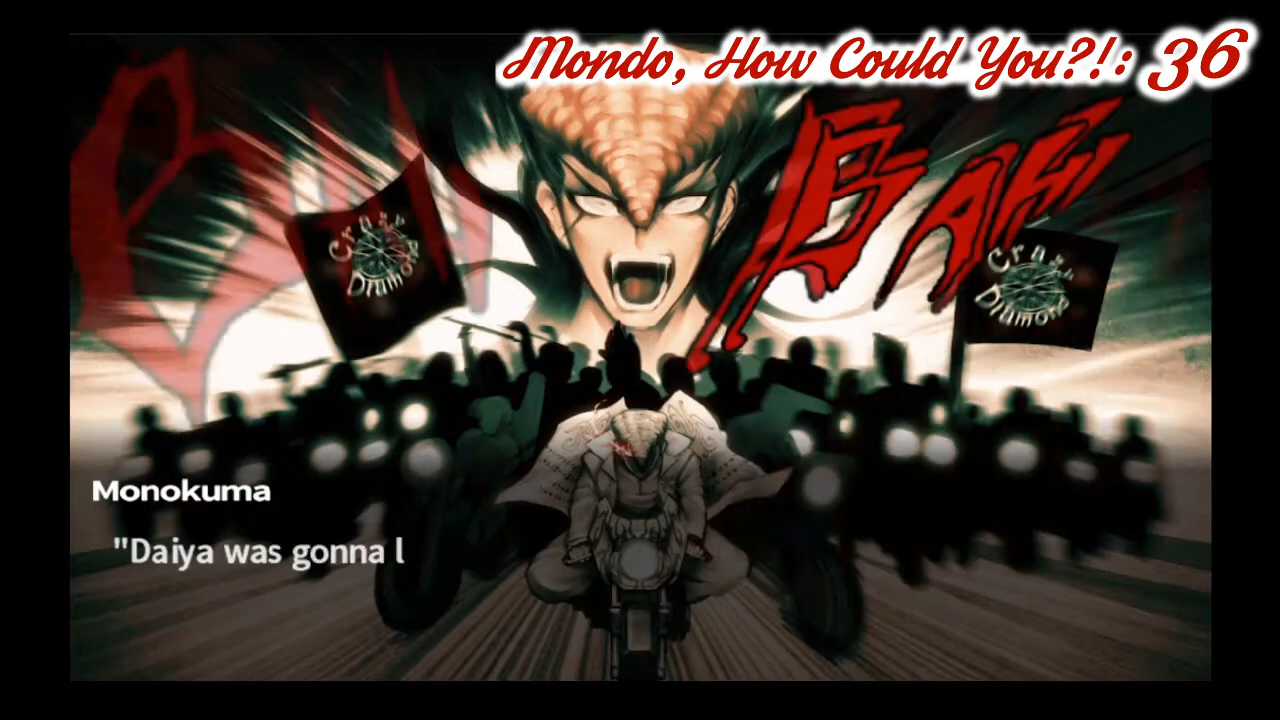 Mondo, How Could You?!: 36
BAH
Crazy
Diamond
Crazy
Diamond
Monokuma
"Daiya was gonna l